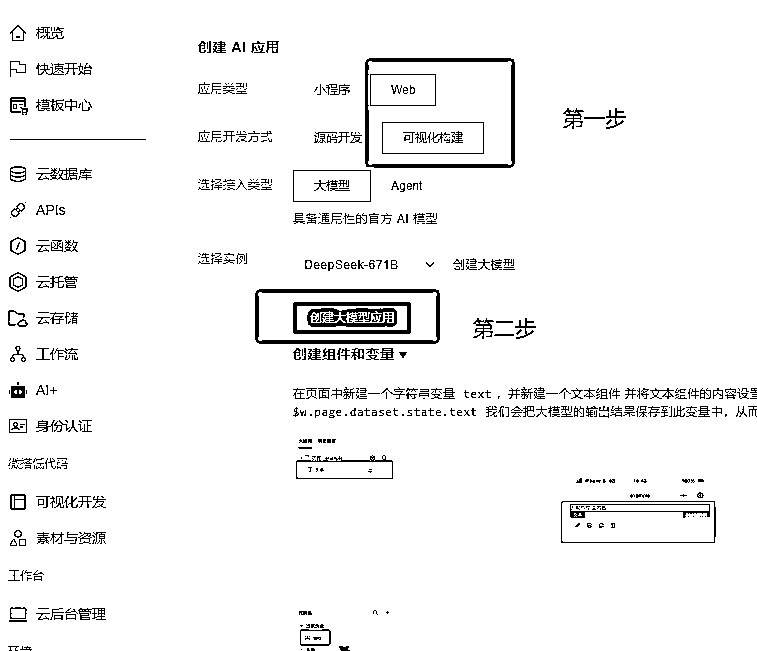 概览
快速开始
模板中心
云数据库
APIs
云函数
云托管
云存储
工作流
AI+
身份认证
微搭低代码
可视化开发
素材与资源
工作台
云后台管理
环境
创建 AI 应用
应用类型 小程序 Web
应用开发方式 源码开发 可视化构建
第一步
选择接入类型 大模型 Agent
具备通用性的官方 AI 模型
选择实例 DeepSeek-671B 创建大模型
创建大模型应用
第二步
创建组件和变量
在页面中新建一个字符串变量 text ，并新建一个文本组件 并将文本组件的内容设置
$w.page.dataset.state.text 我们会把大模型的输出结果保存到此变量中，从而